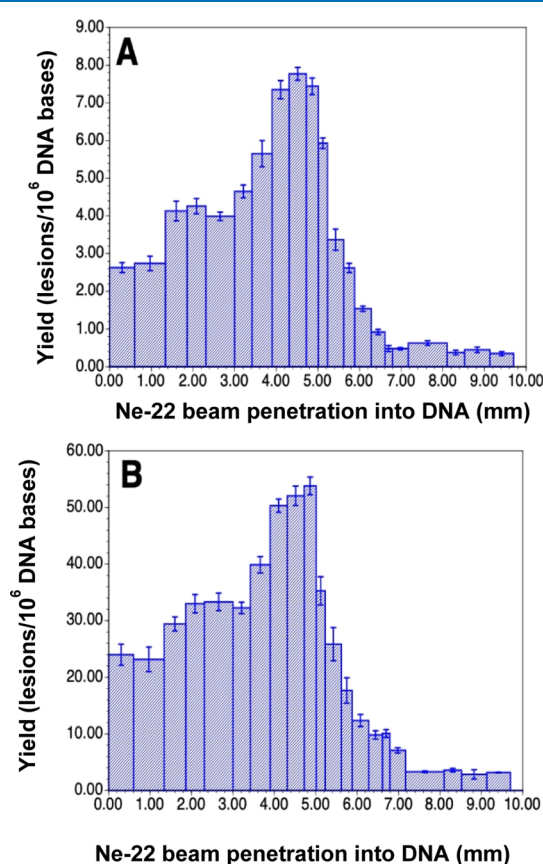 A
Yield (lesions/10⁶ DNA bases)
9.00
8.00
7.00
6.00
5.00
4.00
3.00
2.00
1.00
0.00
0.00 1.00 2.00 3.00 4.00 5.00 6.00 7.00 8.00 9.00 10.00
Ne-22 beam penetration into DNA (mm)
B
Yield (lesions/10⁶ DNA bases)
60.00
50.00
40.00
30.00
20.00
10.00
0.00
0.00 1.00 2.00 3.00 4.00 5.00 6.00 7.00 8.00 9.00 10.00
Ne-22 beam penetration into DNA (mm)